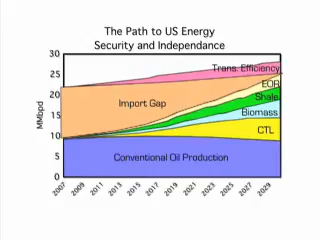 The Path to US Energy
Security and Independence
30
25
20
15
10
5
0
MMbpd
Trans. Efficiency
EOR
Import Gap
Shale
Biomass
CTL
Conventional Oil Production
2007
2009
2011
2013
2015
2017
2019
2021
2023
2025
2027
2029